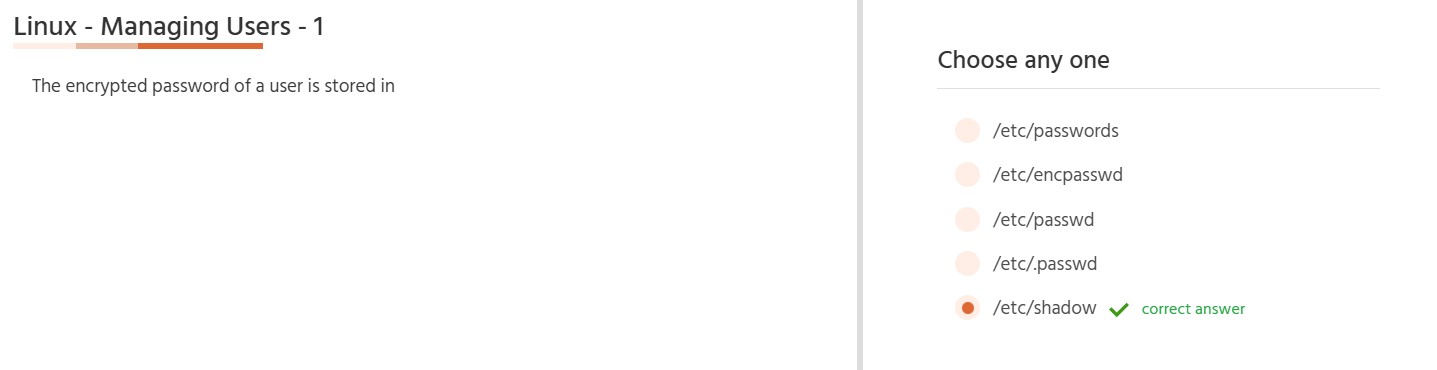 Linux - Managing Users - 1
The encrypted password of a user is stored in
Choose any one
/etc/passwords
/etc/encpasswd
/etc/passwd
/etc/.passwd
/etc/shadow correct answer